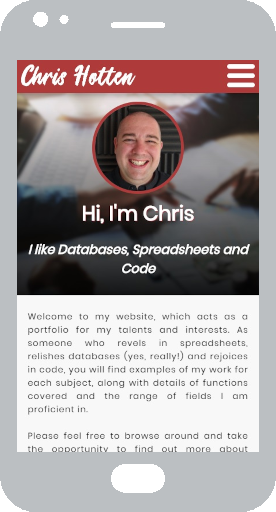 Chris Hotten
Hi, I'm Chris
I like Databases, Spreadsheets and
Code
Welcome to my website, which acts as a
portfolio for my talents and interests. As
someone who revels in spreadsheets,
relishes databases (yes, really!) and rejoices
in code, you will find examples of my work for
each subject, along with details of functions
covered and the range of fields I am
proficient in.
Please feel free to browse around and take
the opportunity to find out more about